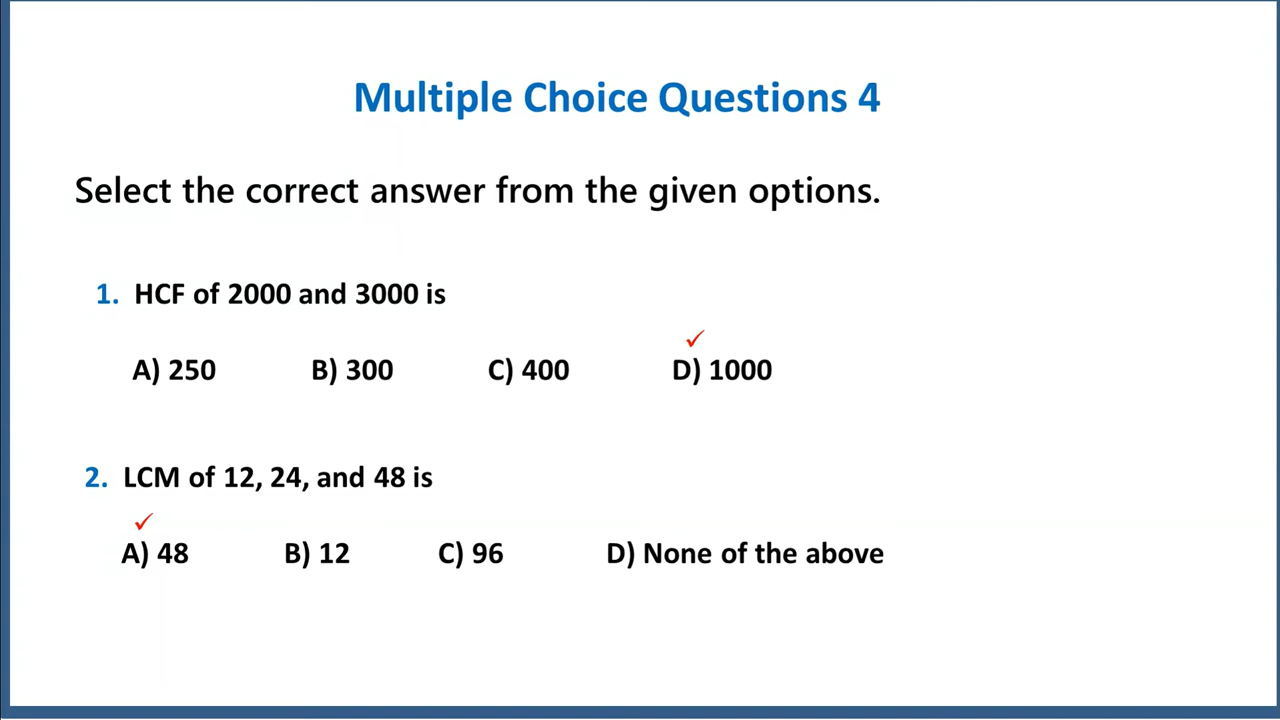 Multiple Choice Questions 4
Select the correct answer from the given options.
1. HCF of 2000 and 3000 is
✓
A) 250 B) 300 C) 400 D) 1000
2. LCM of 12, 24, and 48 is
✓
A) 48 B) 12 C) 96 D) None of the above